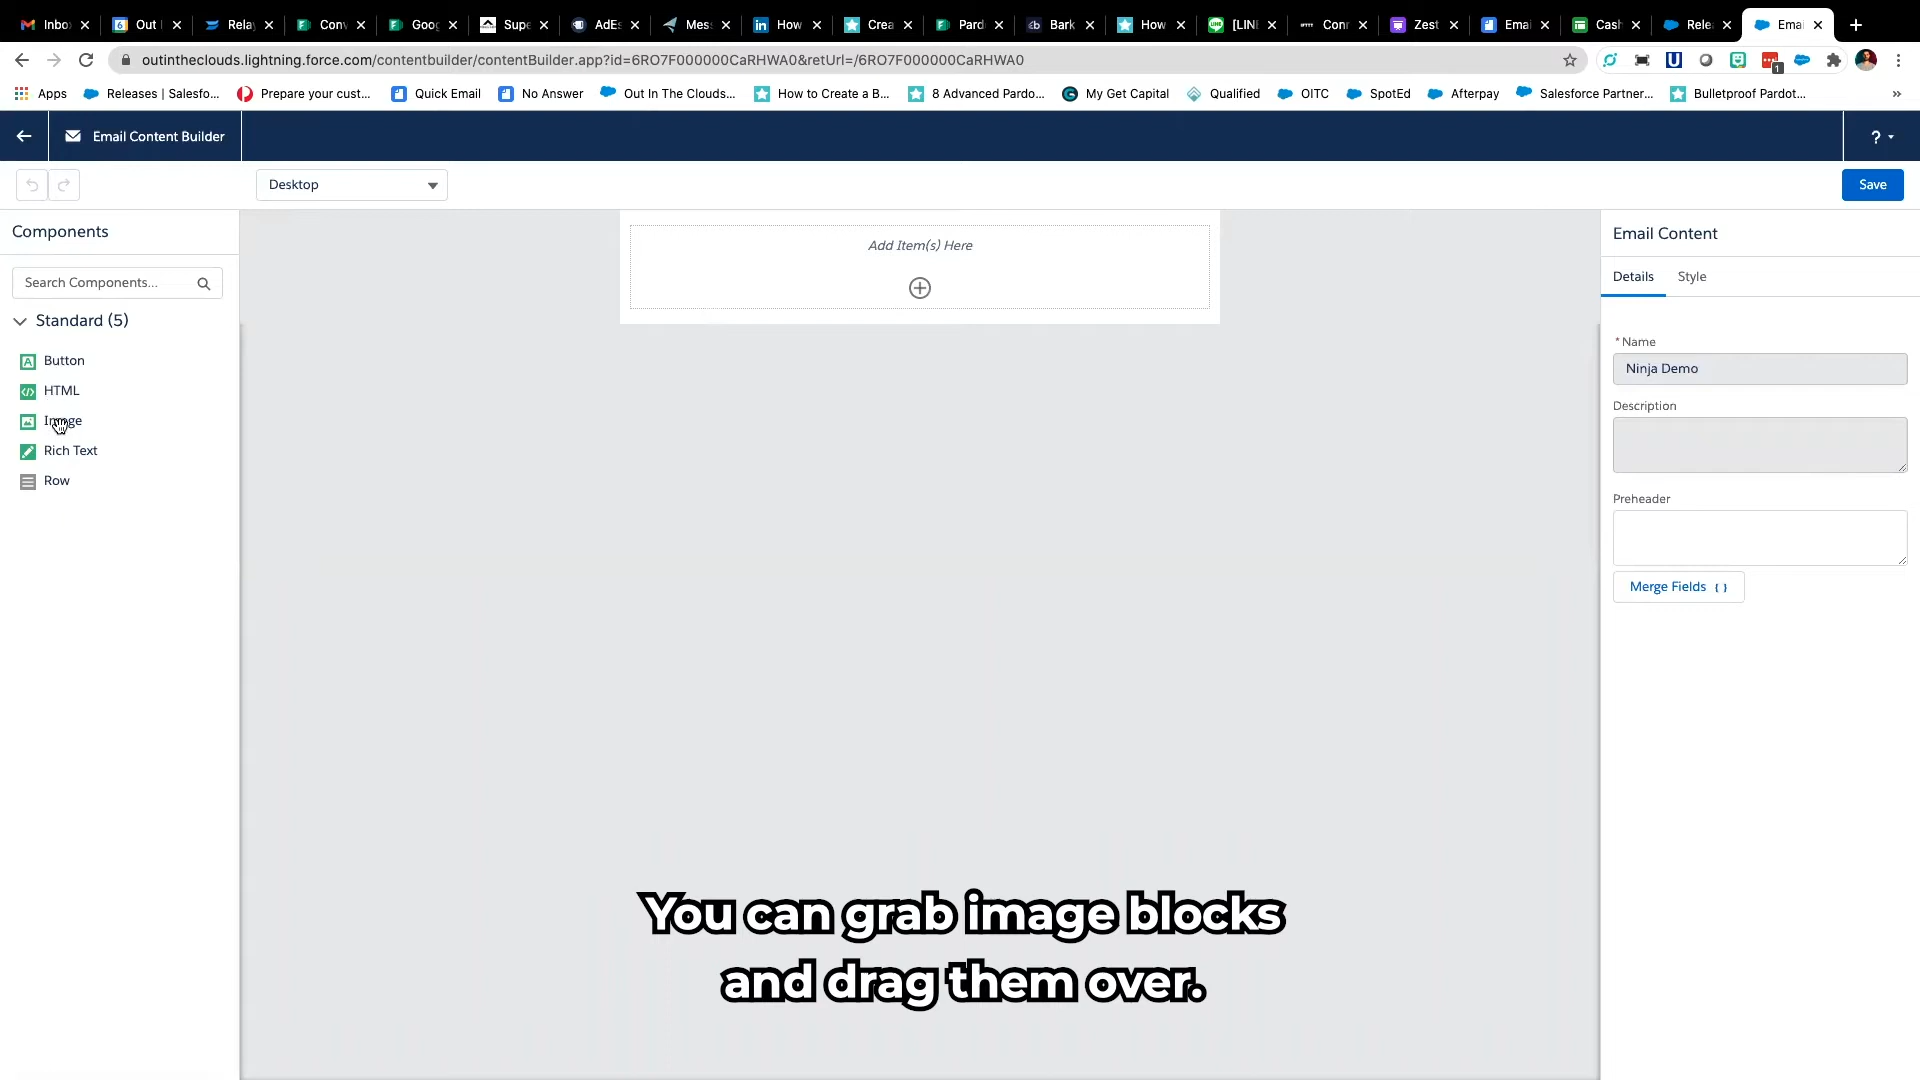 Inbo
Out
Relay
Conv
Goog
Supe
AdEs
Mess
How
Crea
Pard
Bark
How
[LINE
Conr
Zest
Emai
Cash
Rele
Emai
outintheclouds.lightning.force.com/contentbuilder/contentBuilder.app?id=6RO7F000000CaRHWA0&retUrl=/6RO7F000000CaRHWA0
Apps
Releases | Salesfo...
Prepare your cust...
Quick Email
No Answer
Out In The Clouds...
How to Create a B...
8 Advanced Pardo...
My Get Capital
Qualified
OITC
SpotEd
Afterpay
Salesforce Partner...
Bulletproof Pardot...
»
Email Content Builder
?
Desktop
Save
Components
Search Components...
Standard (5)
Button
HTML
Image
Rich Text
Row
Add Item(s) Here
Email Content
Details Style
* Name
Ninja Demo
Description
Preheader
Merge Fields { }
You can grab image blocks
and drag them over.